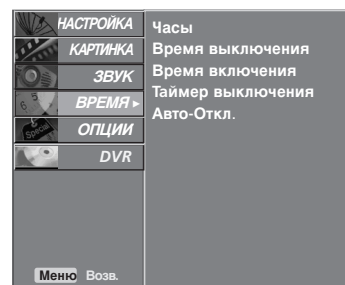 НАСТРОЙКА
КАРТИНКА
ЗВУК
ВРЕМЯ ►
ОПЦИИ
DVR
Часы
Время выключения
Время включения
Таймер выключения
Авто-Откл.
Меню Возв.